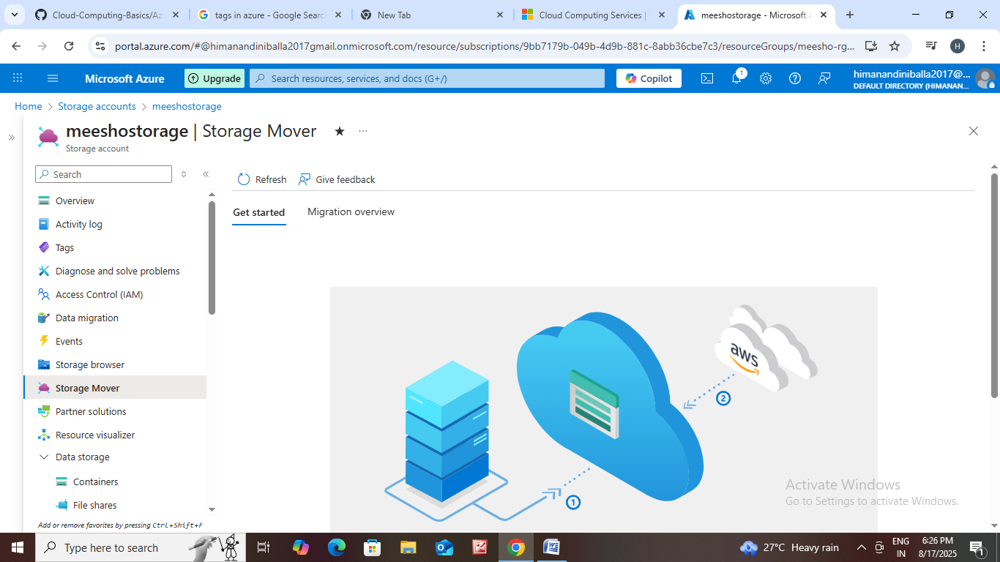 Cloud-Computing-Basics/Az
tags in azure - Google Searc
New Tab
Cloud Computing Services |
meeshostorage - Microsoft A
portal.azure.com/#@himanandiniballa2017gmail.onmicrosoft.com/resource/subscriptions/9bb7179b-049b-4d9b-881c-8abb36cbe7c3/resourceGroups/meesho-rg...
H
Microsoft Azure
Upgrade
Search resources, services, and docs (G+/)
Copilot
1
himanandiniballa2017@...
DEFAULT DIRECTORY (HIMANAN...
Home > Storage accounts > meeshostorage
meeshostorage | Storage Mover
Storage account
Search
Refresh
Give feedback
Overview
Activity log
Tags
Diagnose and solve problems
Access Control (IAM)
Data migration
Events
Storage browser
Storage Mover
Partner solutions
Resource visualizer
Data storage
Containers
File shares
Add or remove favorites by pressing Ctrl+Shift+F
Get started
Migration overview
aws
2
1
Activate Windows
Go to Settings to activate Windows.
Type here to search
27°C Heavy rain
ENG
IN
6:26 PM
8/17/2025
1